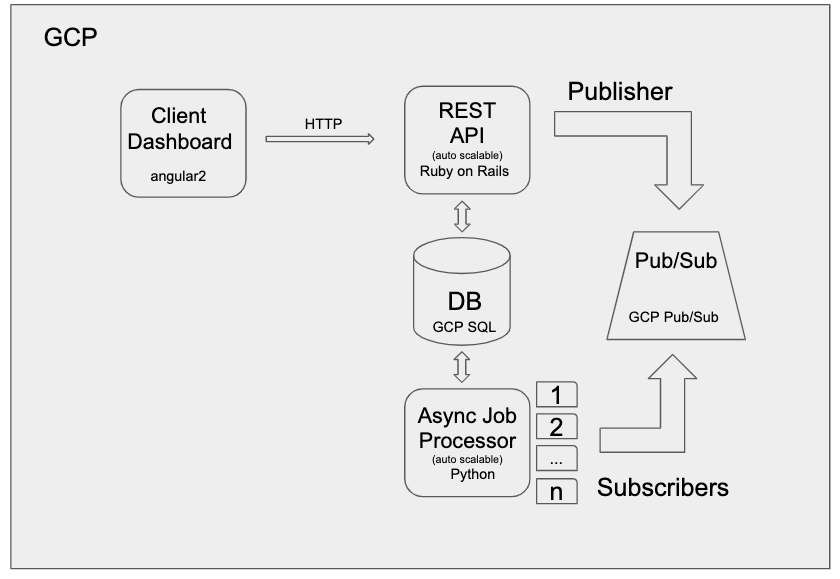 GCP
Client
Dashboard
angular2
HTTP
REST
API
(auto scalable)
Ruby on Rails
Publisher
Pub/Sub
GCP Pub/Sub
DB
GCP SQL
Async Job
Processor
(auto scalable)
Python
1
2
...
n
Subscribers